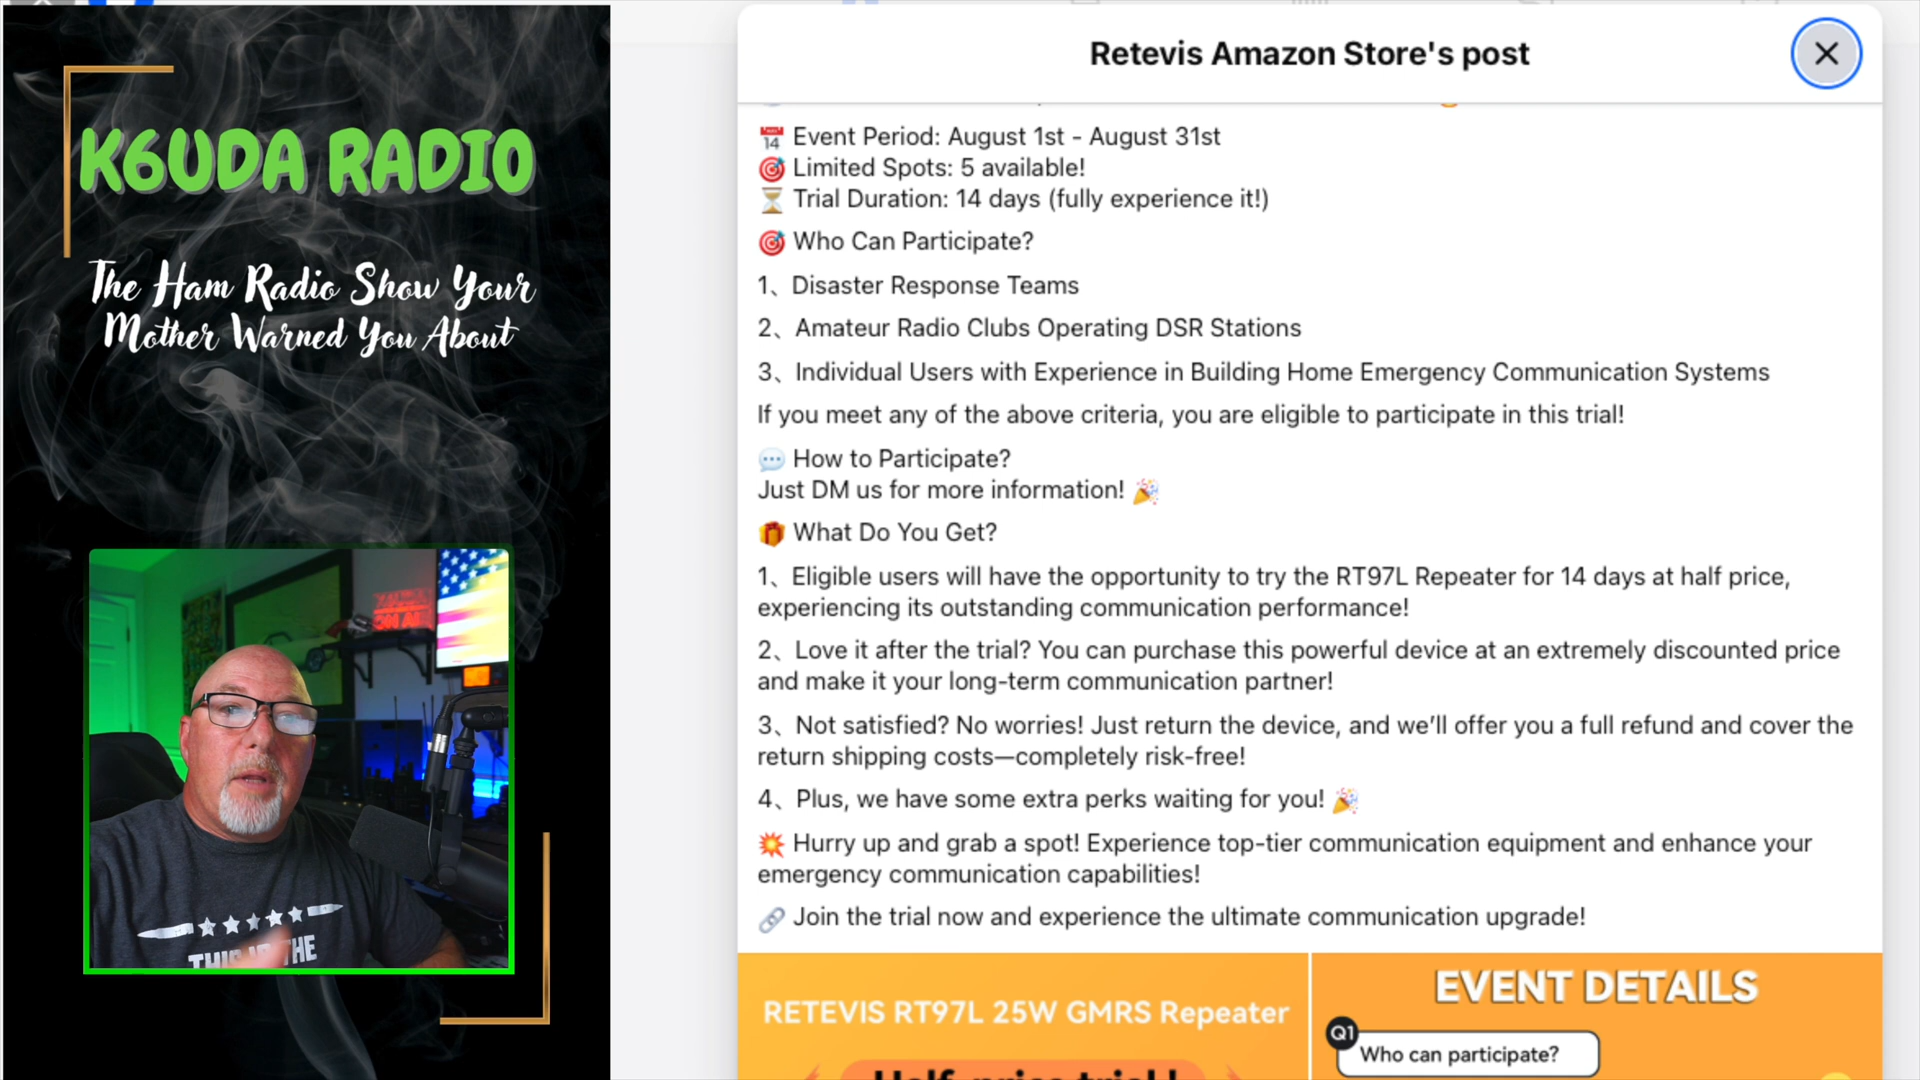 K6UDA RADIO
The Ham Radio Show Your
Mother Warned You About
ON AIR
THIS IS THE
Retevis Amazon Store's post
14 Event Period: August 1st - August 31st
Limited Spots: 5 available!
Trial Duration: 14 days (fully experience it!)
Who Can Participate?
1、Disaster Response Teams
2、Amateur Radio Clubs Operating DSR Stations
3、Individual Users with Experience in Building Home Emergency Communication Systems
If you meet any of the above criteria, you are eligible to participate in this trial!
How to Participate?
Just DM us for more information!
What Do You Get?
1、Eligible users will have the opportunity to try the RT97L Repeater for 14 days at half price,
experiencing its outstanding communication performance!
2、Love it after the trial? You can purchase this powerful device at an extremely discounted price
and make it your long-term communication partner!
3、Not satisfied? No worries! Just return the device, and we’ll offer you a full refund and cover the
return shipping costs—completely risk-free!
4、Plus, we have some extra perks waiting for you!
Hurry up and grab a spot! Experience top-tier communication equipment and enhance your
emergency communication capabilities!
Join the trial now and experience the ultimate communication upgrade!
RETEVIS RT97L 25W GMRS Repeater
Half-price trial!
EVENT DETAILS
Q1
Who can participate?